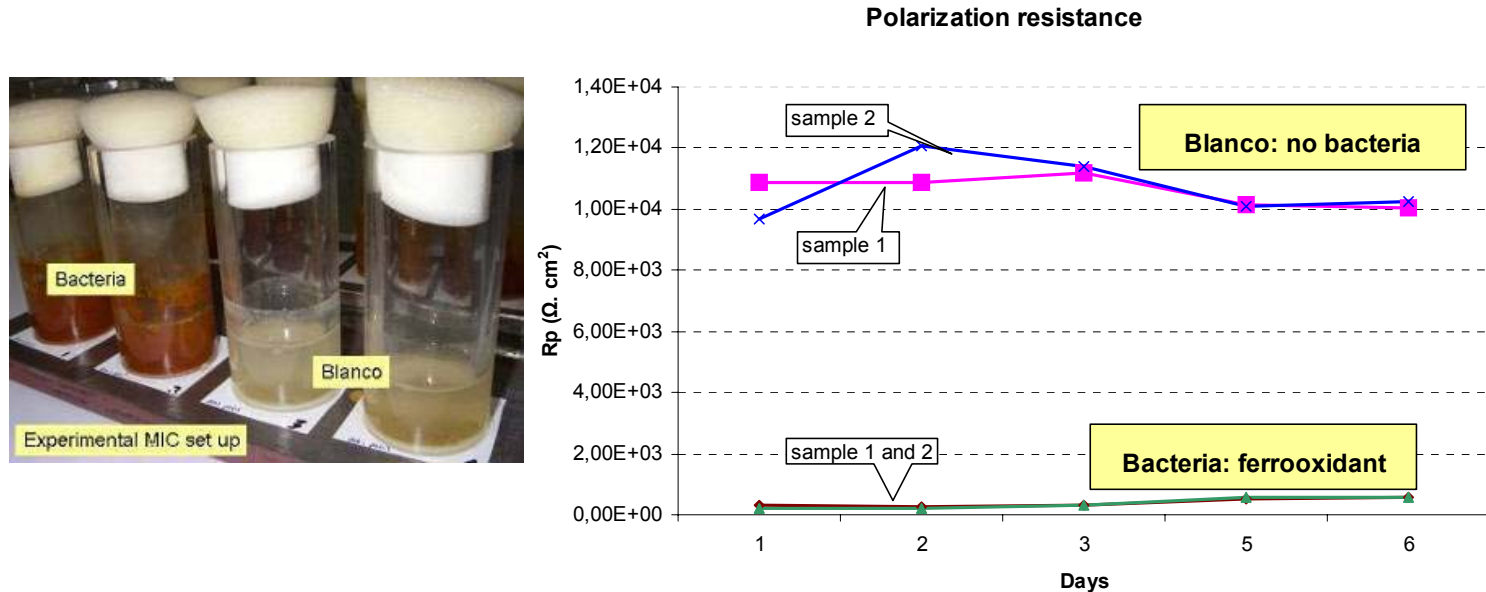 Polarization resistance
Bacteria
Blanco
Experimental MIC set up
Rp (Ω. cm²)
1,40E+04
1,20E+04
1,00E+04
8,00E+03
6,00E+03
4,00E+03
2,00E+03
0,00E+00
sample 2
Blanco: no bacteria
sample 1
sample 1 and 2
Bacteria: ferrooxidant
1 2 3 5 6
Days